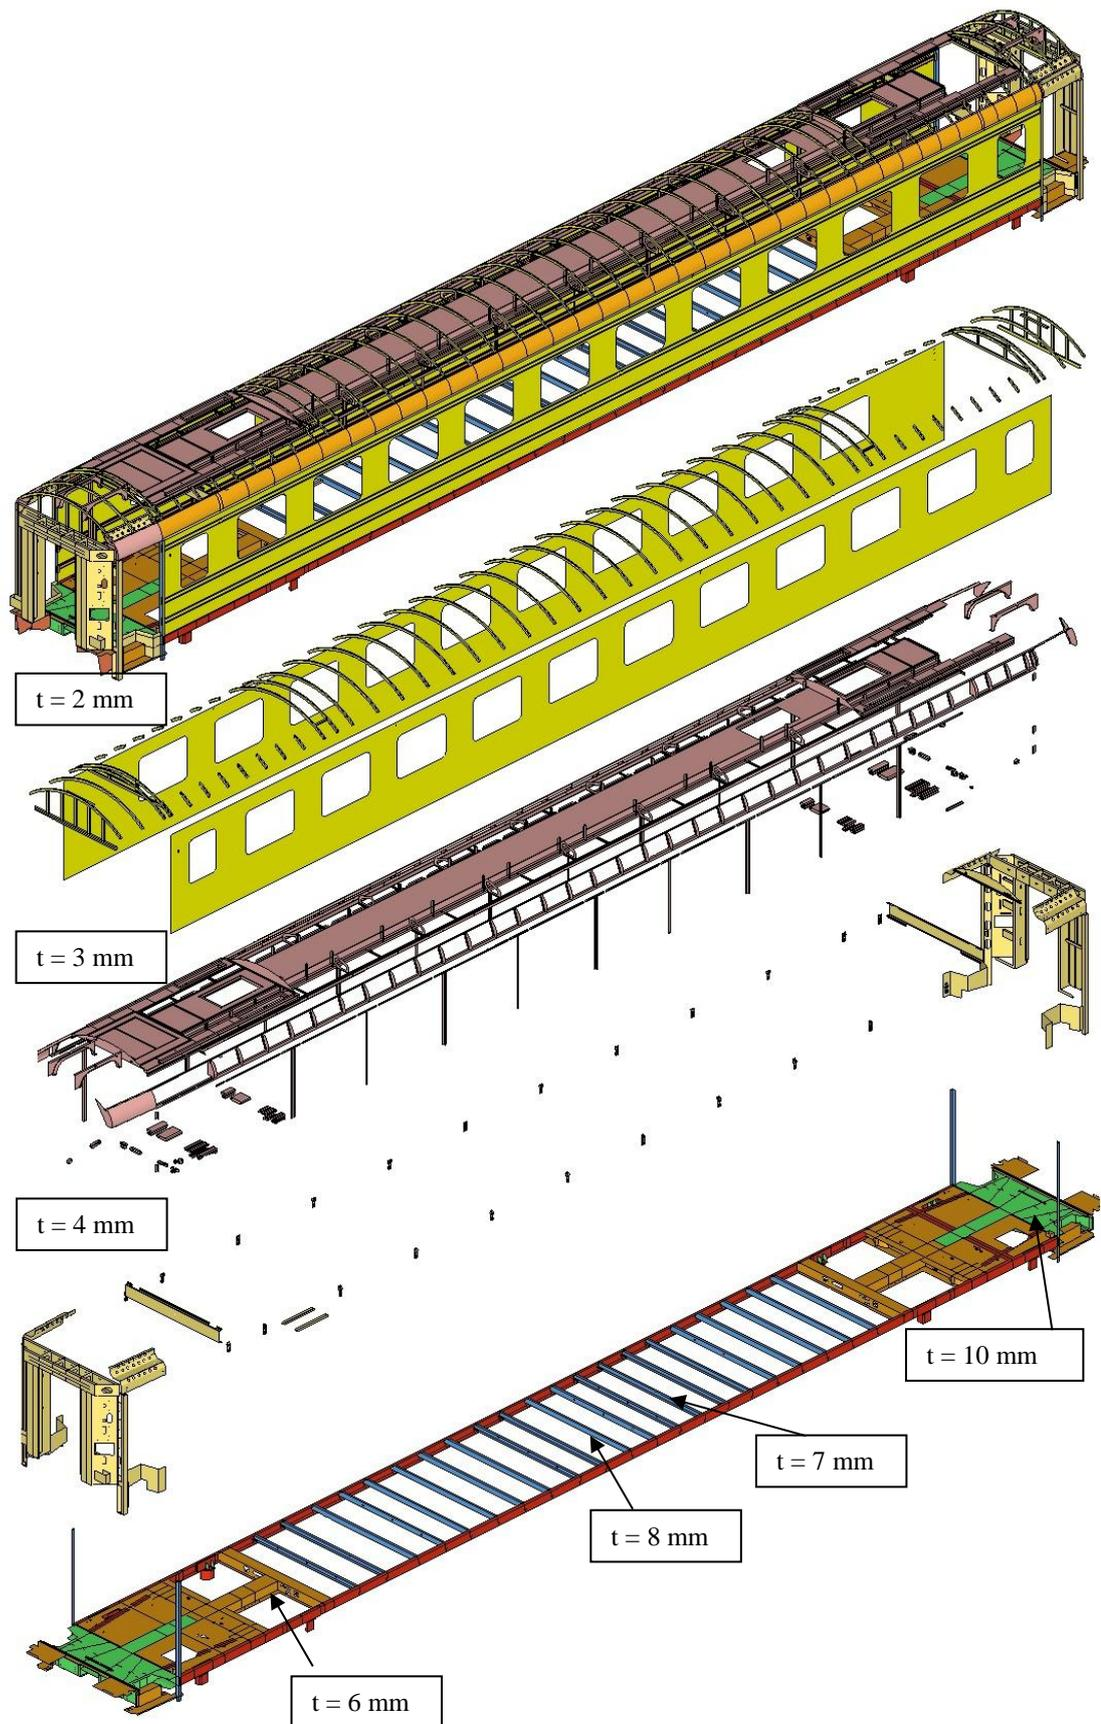 t = 2 mm
t = 3 mm
t = 4 mm
t = 10 mm
t = 7 mm
t = 8 mm
t = 6 mm